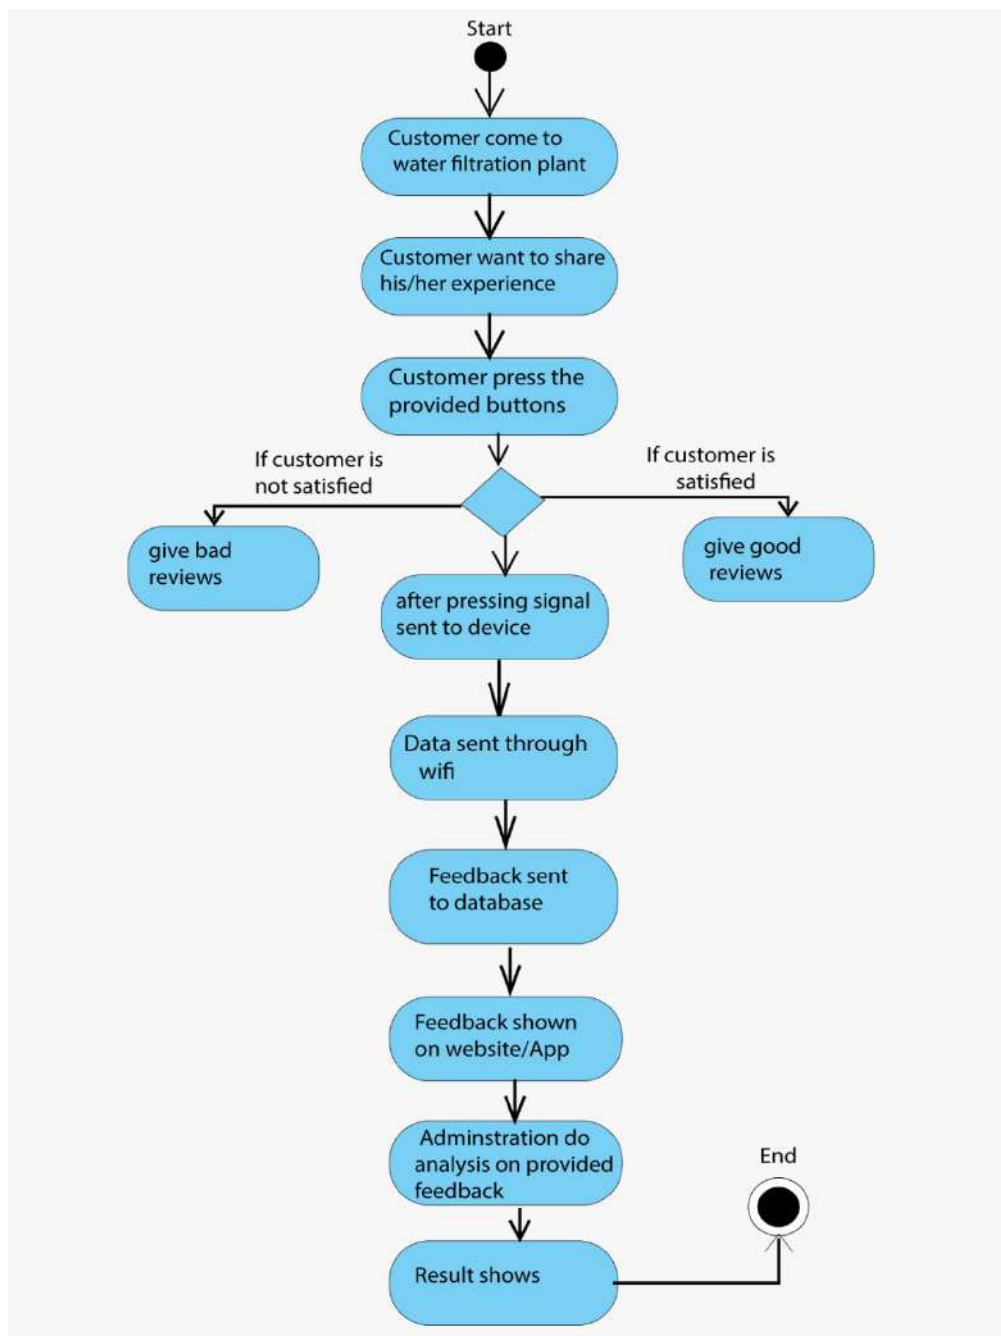 Start
Customer come to
water filtration plant
Customer want to share
his/her experience
Customer press the
provided buttons
If customer is
not satisfied
If customer is
satisfied
give bad
reviews
give good
reviews
after pressing signal
sent to device
Data sent through
wifi
Feedback sent
to database
Feedback shown
on website/App
Adminstration do
analysis on provided
feedback
End
Result shows